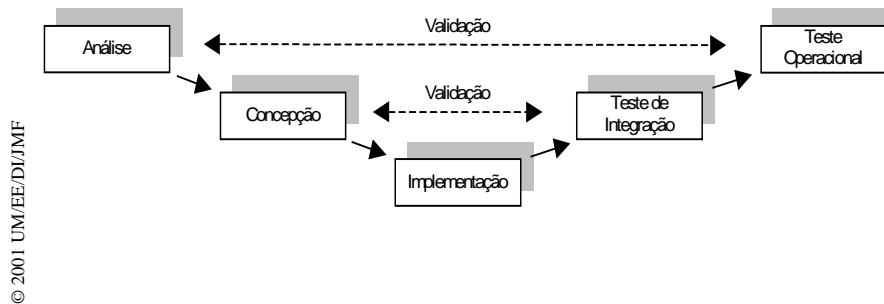 Validação
Análise
Teste
Operacional
Validação
Concepção
Teste de
Integração
Implementação
© 2001 UM/EE/DI/JMF